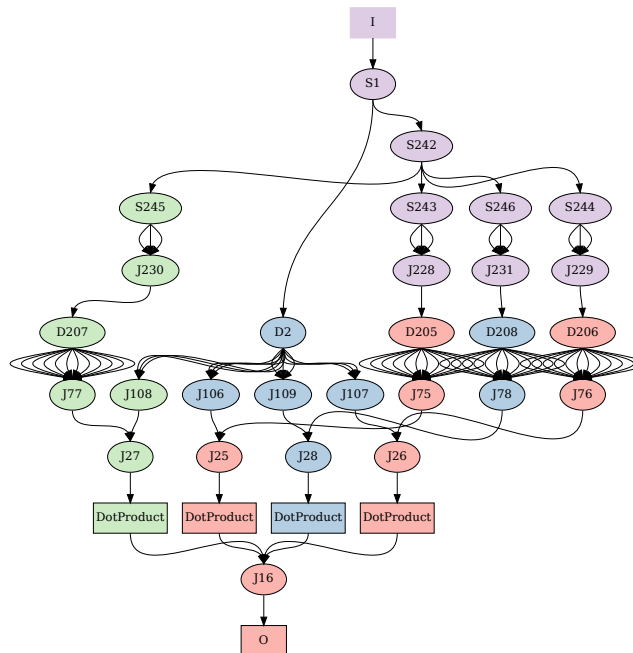 I
S1
S242
S245
S243
S246
S244
J230
J228
J231
J229
D207
D2
D205
D208
D206
J77
J108
J106
J109
J107
J75
J78
J76
J27
J25
J28
J26
DotProduct
DotProduct
DotProduct
DotProduct
J16
O